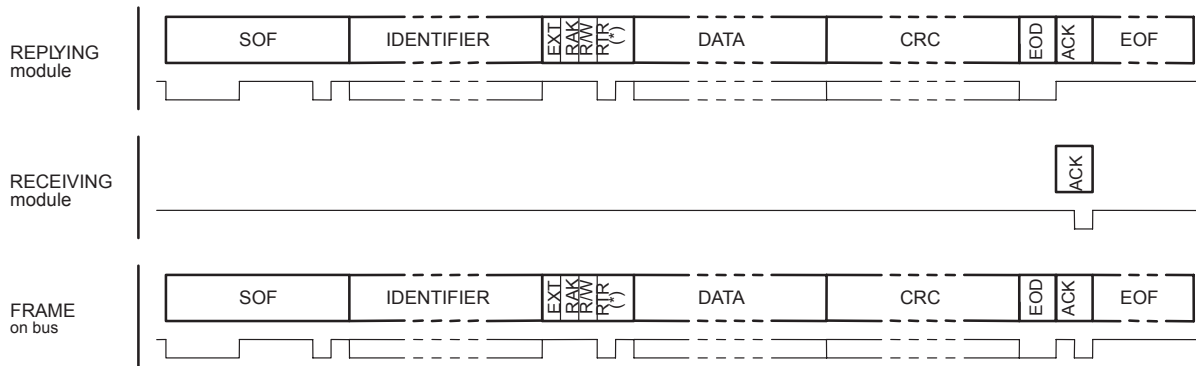 REPLYING
module
SOF
IDENTIFIER
EXT
RAK
R/W
RTR
(*)
DATA
CRC
EOD
ACK
EOF
RECEIVING
module
ACK
FRAME
on bus
SOF
IDENTIFIER
EXT
RAK
R/W
RTR
(*)
DATA
CRC
EOD
ACK
EOF